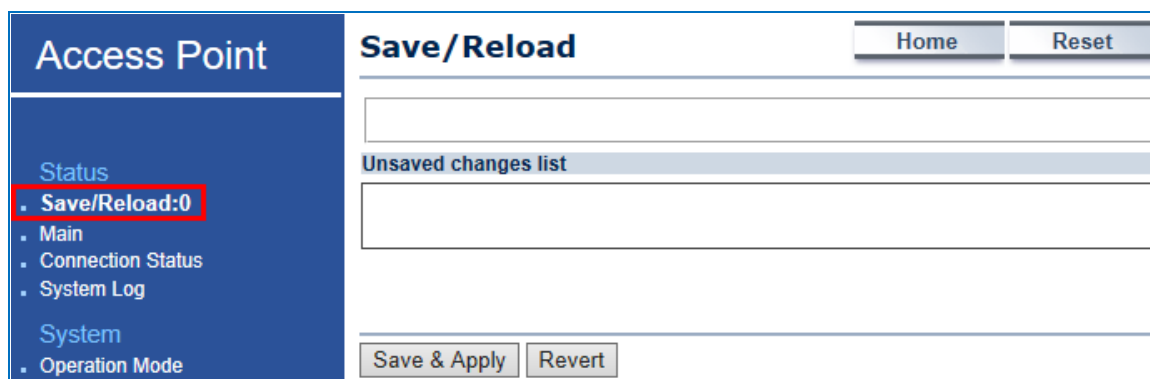 Access Point
Status
Save/Reload:0
Main
Connection Status
System Log
System
Operation Mode
Save/Reload
Home
Reset
Unsaved changes list
Save & Apply
Revert